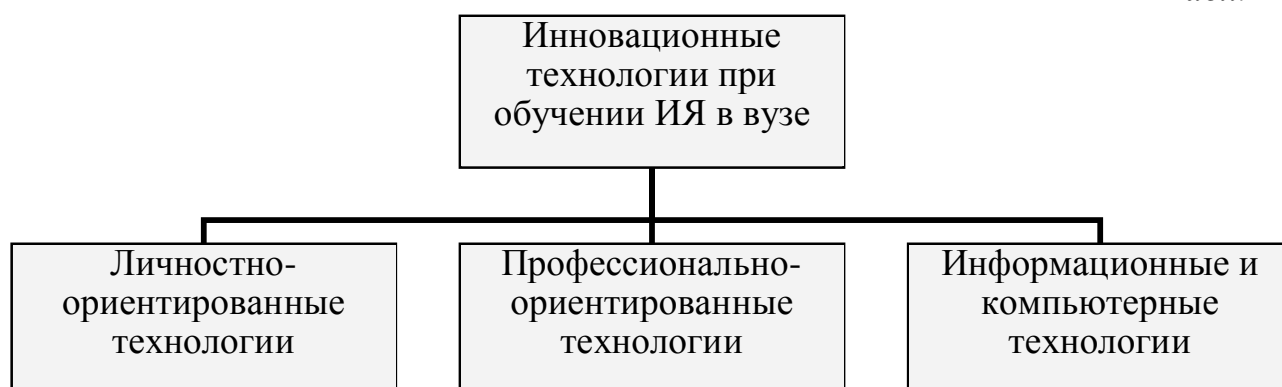 Инновационные
технологии при
обучении ИЯ в вузе
Личностно-
ориентированные
технологии
Профессионально-
ориентированные
технологии
Информационные и
компьютерные
технологии